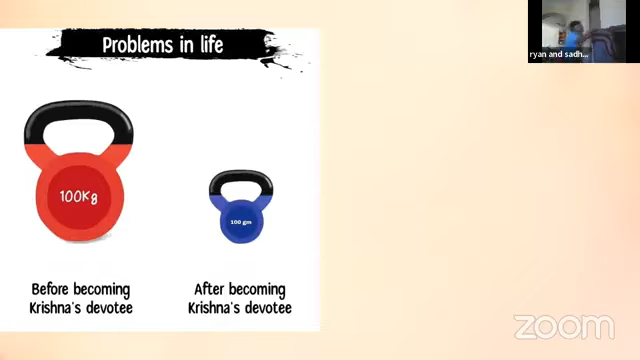 Problems in life
ryan and sadh...
100Kg
100 gm
Before becoming
Krishna's devotee
After becoming
Krishna's devotee
zoom